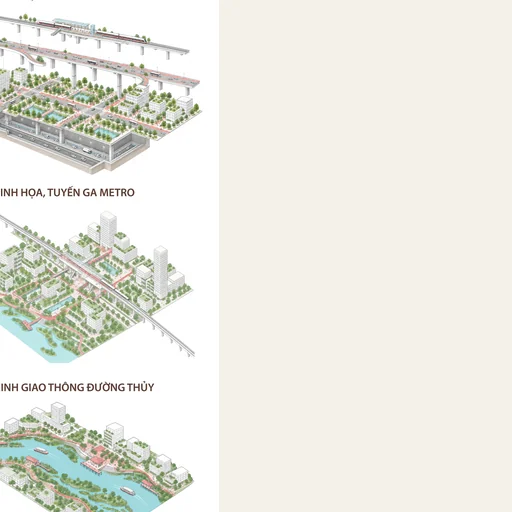 INH HỌA, TUYẾN GA METRO
INH GIAO THÔNG ĐƯỜNG THỦY